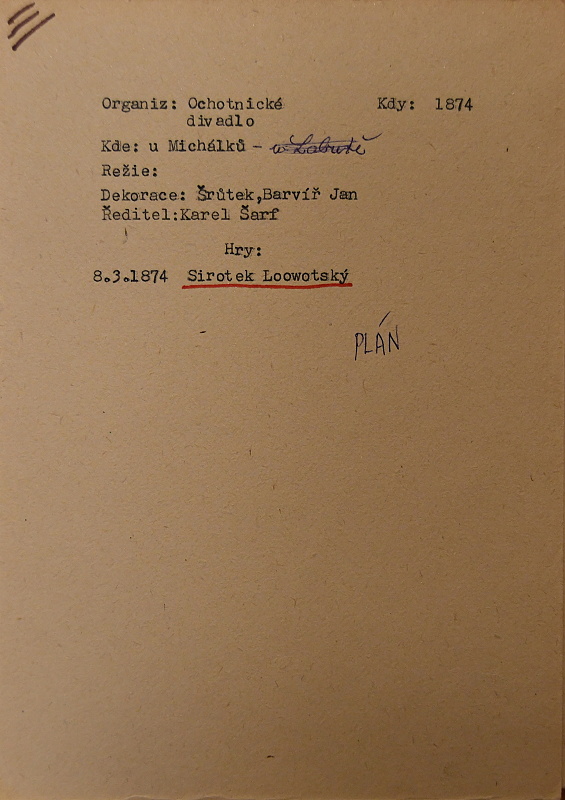 Organiz: Ochotnické Kdy: 1874
divadlo
Kde: u Michálků - u Labutě
Režie:
Dekorace: Šrůtek,Barvíř Jan
Ředitel:Karel Šarf
Hry:
8.3.1874 Sirotek Loowotský
PLÁN